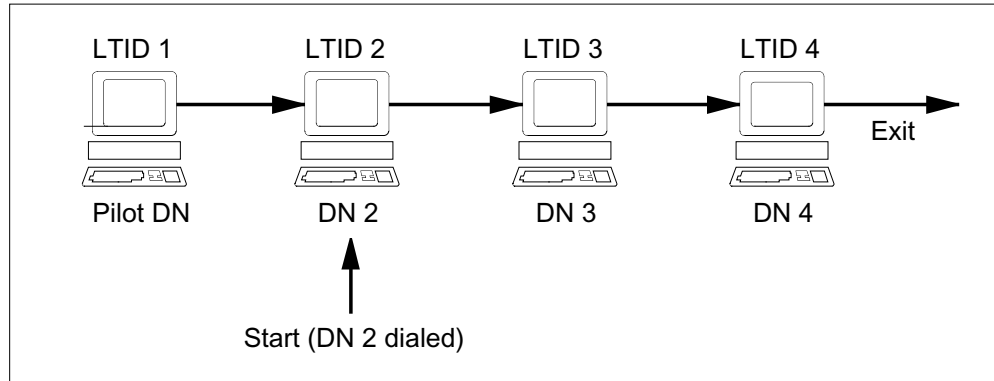 LTID 1 LTID 2 LTID 3 LTID 4
Exit
Pilot DN DN 2 DN 3 DN 4
Start (DN 2 dialed)